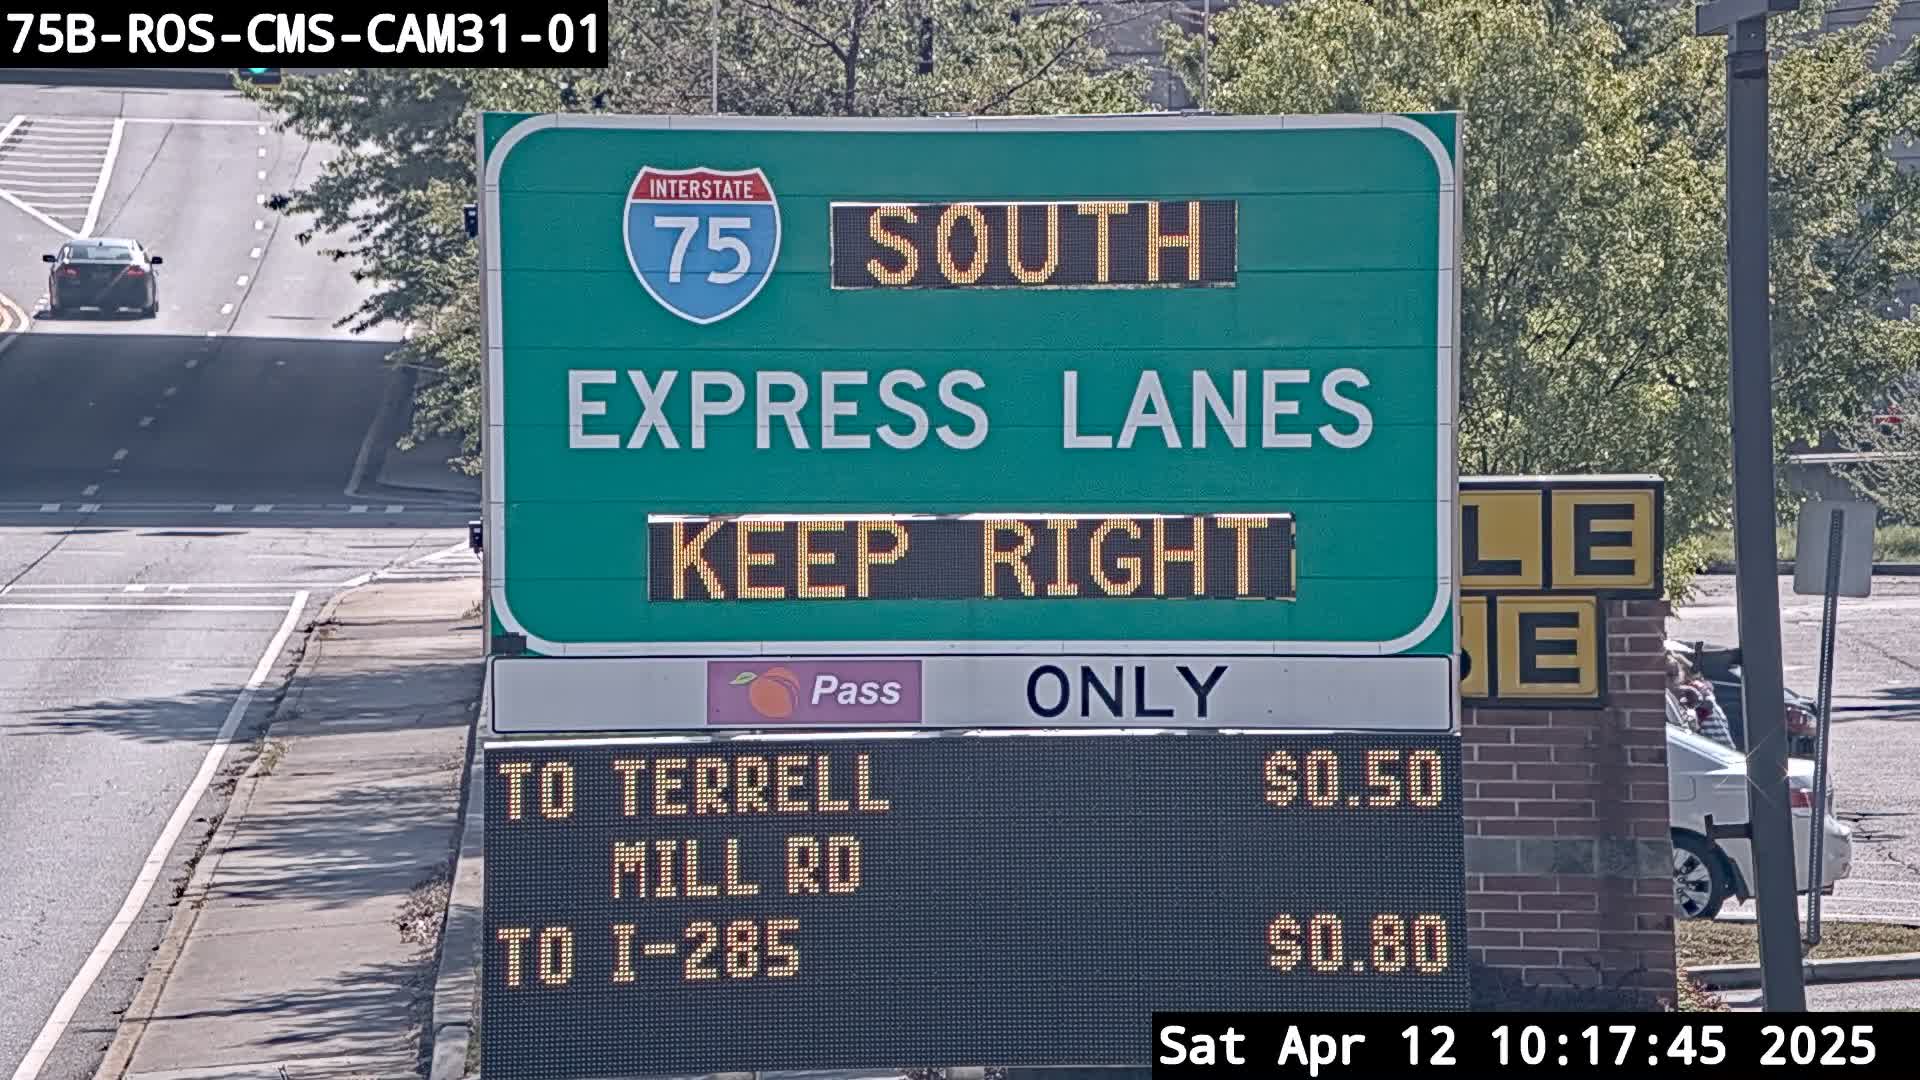 75B-ROS-CMS-CAM31-01
INTERSTATE
75
SOUTH
EXPRESS LANES
KEEP RIGHT
LE
E
Pass ONLY
TO TERRELL $0.50
MILL RD
TO I-285 $0.80
Sat Apr 12 10:17:45 2025